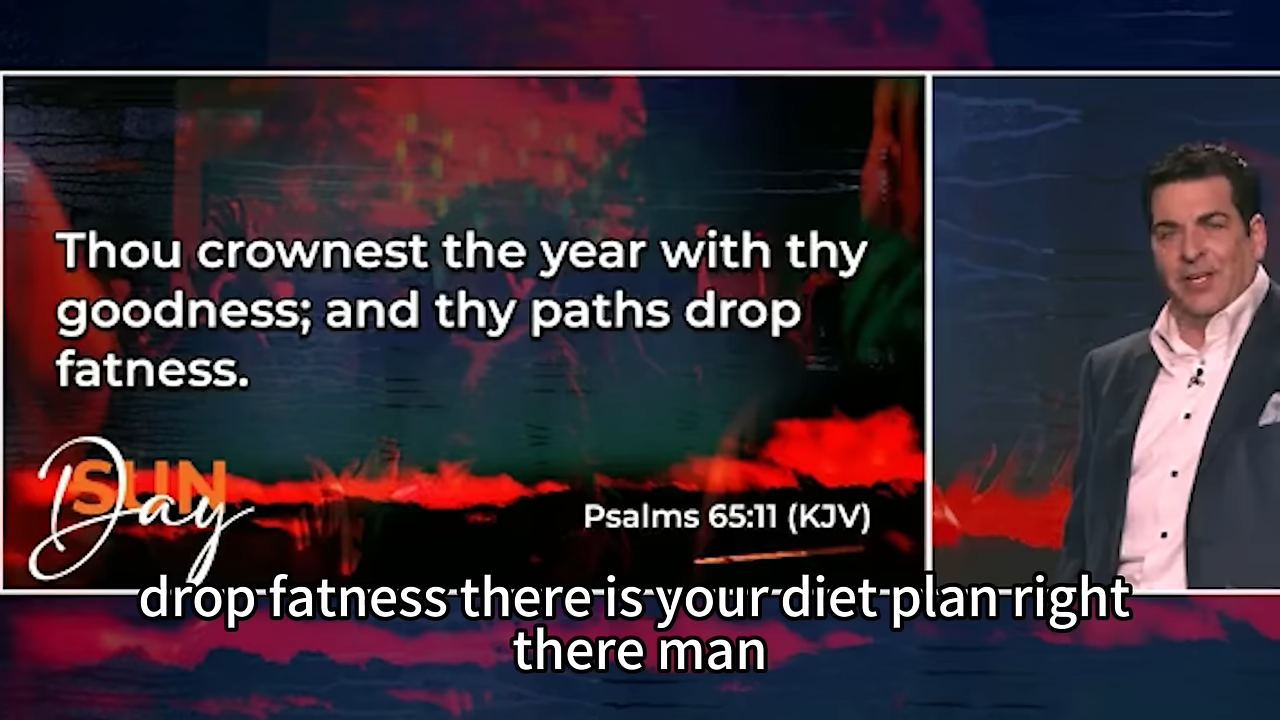 Thou crownest the year with thy
goodness; and thy paths drop
fatness.
SUN
Day
Psalms 65:11 (KJV)
drop fatness there is your diet plan right
there man